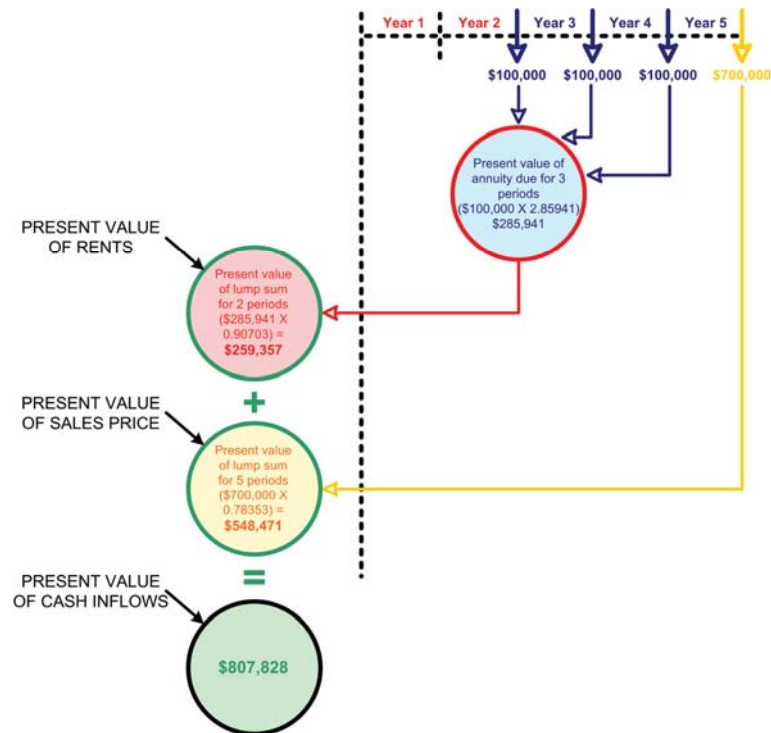 Year 1 Year 2 Year 3 Year 4 Year 5
$100,000 $100,000 $100,000 $700,000
Present value of
annuity due for 3
periods
($100,000 X 2.85941)
$285,941
PRESENT VALUE
OF RENTS
Present value
of lump sum
for 2 periods
($285,941 X
0.90703) =
$259,357
+
PRESENT VALUE
OF SALES PRICE
Present value
of lump sum
for 5 periods
($700,000 X
0.78353) =
$548,471
=
PRESENT VALUE
OF CASH INFLOWS
$807,828